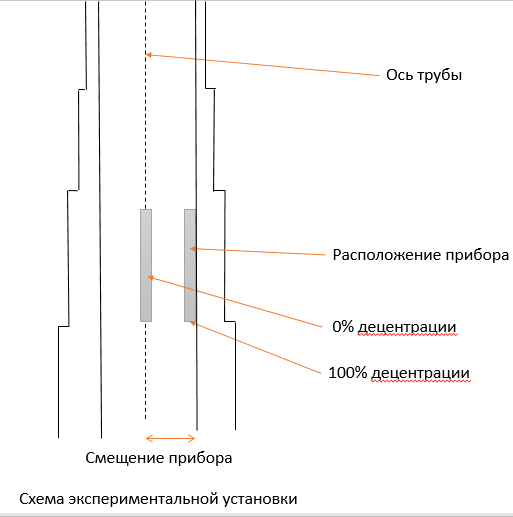 Ось трубы
Расположение прибора
0% децентрации
100% децентрации
Смещение прибора
Схема экспериментальной установки